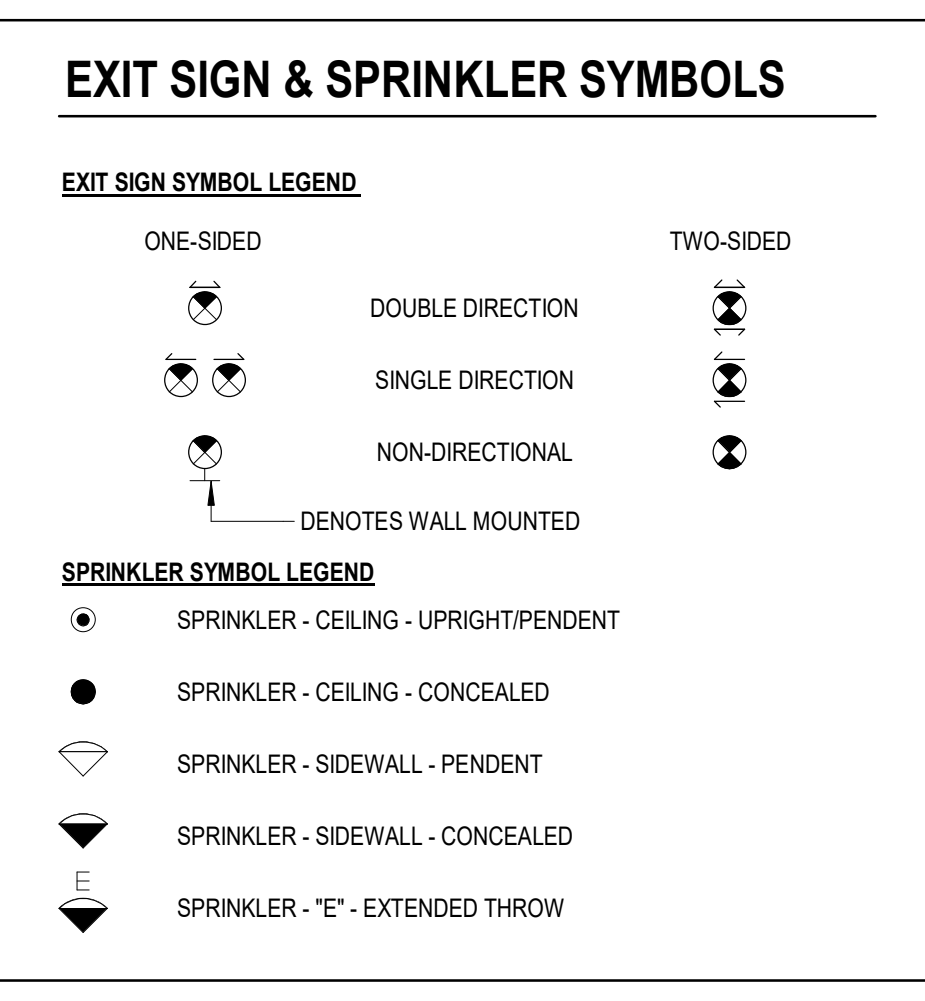 EXIT SIGN & SPRINKLER SYMBOLS
EXIT SIGN SYMBOL LEGEND
ONE-SIDED TWO-SIDED
DOUBLE DIRECTION
SINGLE DIRECTION
NON-DIRECTIONAL
DENOTES WALL MOUNTED
SPRINKLER SYMBOL LEGEND
SPRINKLER - CEILING - UPRIGHT/PENDENT
SPRINKLER - CEILING - CONCEALED
SPRINKLER - SIDEWALL - PENDENT
SPRINKLER - SIDEWALL - CONCEALED
E
SPRINKLER - "E" - EXTENDED THROW